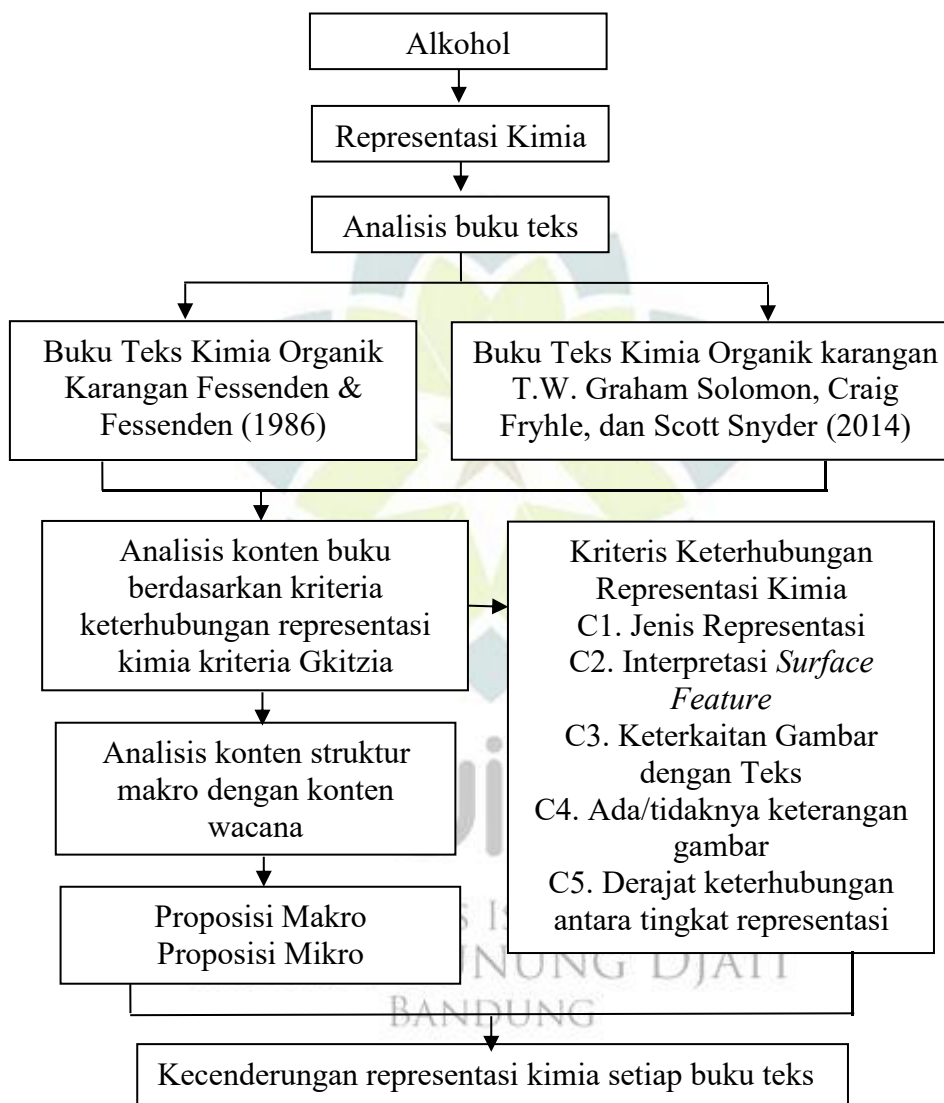 Alkohol
Representasi Kimia
Analisis buku teks
Buku Teks Kimia Organik
Karangan Fessenden &
Fessenden (1986)
Buku Teks Kimia Organik karangan
T.W. Graham Solomon, Craig
Fryhle, dan Scott Snyder (2014)
Analisis konten buku
berdasarkan kriteria
keterhubungan representasi
kimia kriteria Gkitzia
Kriteris Keterhubungan
Representasi Kimia
C1. Jenis Representasi
C2. Interpretasi Surface
Feature
C3. Keterkaitan Gambar
dengan Teks
C4. Ada/tidaknya keterangan
gambar
C5. Derajat keterhubungan
antara tingkat representasi
Analisis konten struktur
makro dengan konten
wacana
Proposisi Makro
Proposisi Mikro
DJATI
BANDUNG
Kecenderungan representasi kimia setiap buku teks